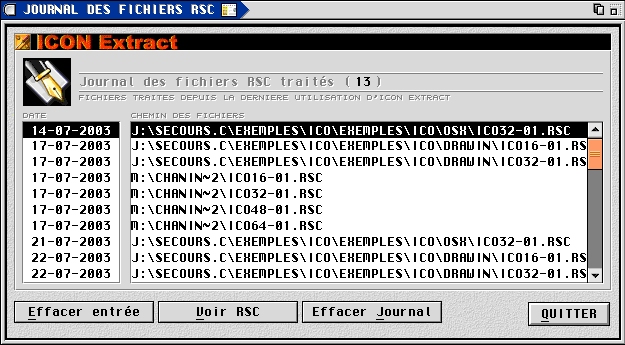 JOURNAL DES FICHIERS RSC
ICON Extract
Journal des fichiers RSC traités ( 13 )
FICHIERS TRAITES DEPUIS LA DERNIERE UTILISATION D'ICON EXTRACT
DATE CHEMIN DES FICHIERS
14-07-2003 J:\SECOURS.C\EXEMPLES\ICO\EXEMPLES\ICO\OSX\ICO32-01.RSC
17-07-2003 J:\SECOURS.C\EXEMPLES\ICO\EXEMPLES\ICO\DRAWIN\ICO16-01.RS
17-07-2003 J:\SECOURS.C\EXEMPLES\ICO\EXEMPLES\ICO\DRAWIN\ICO32-01.RS
17-07-2003 M:\CHANIN~2\ICO16-01.RSC
17-07-2003 M:\CHANIN~2\ICO32-01.RSC
17-07-2003 M:\CHANIN~2\ICO48-01.RSC
17-07-2003 M:\CHANIN~2\ICO64-01.RSC
21-07-2003 J:\SECOURS.C\EXEMPLES\ICO\EXEMPLES\ICO\OSX\ICO32-01.RSC
22-07-2003 J:\SECOURS.C\EXEMPLES\ICO\EXEMPLES\ICO\DRAWIN\ICO16-01.RS
22-07-2003 J:\SECOURS.C\EXEMPLES\ICO\EXEMPLES\ICO\DRAWIN\ICO32-01.RS
Effacer entrée Voir RSC Effacer Journal QUITTER